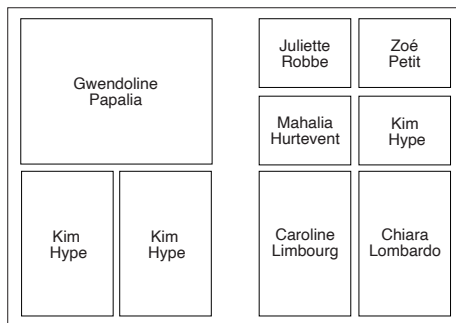 Gwendoline
Papalia
Juliette
Robbe
Zoé
Petit
Mahalia
Hurtevent
Kim
Hype
Kim
Hype
Kim
Hype
Caroline
Limbourg
Chiara
Lombardo